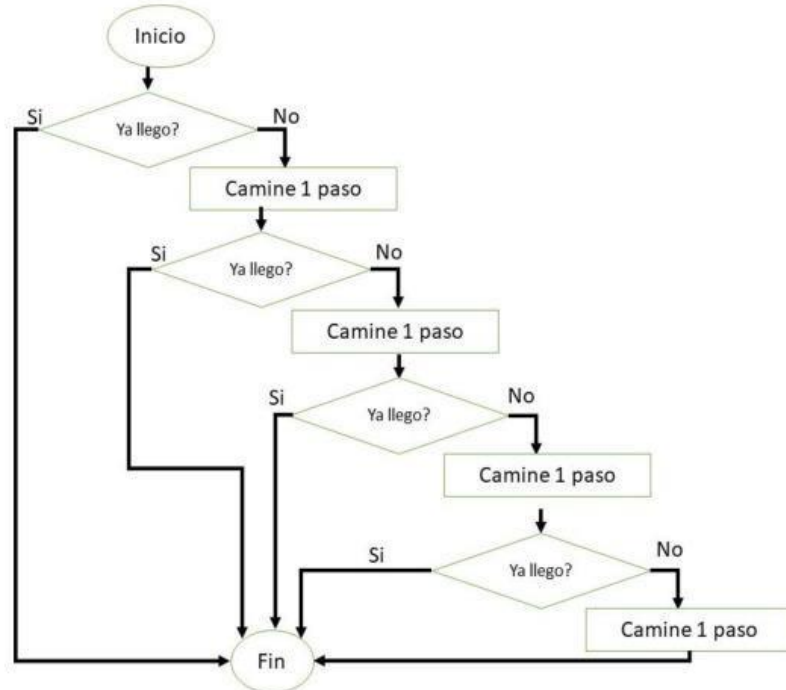 Inicio
Si
No
Ya llego?
Camine 1 paso
Si
No
Ya llego?
Camine 1 paso
Si
No
Ya llego?
Camine 1 paso
Si
No
Ya llego?
Camine 1 paso
Fin